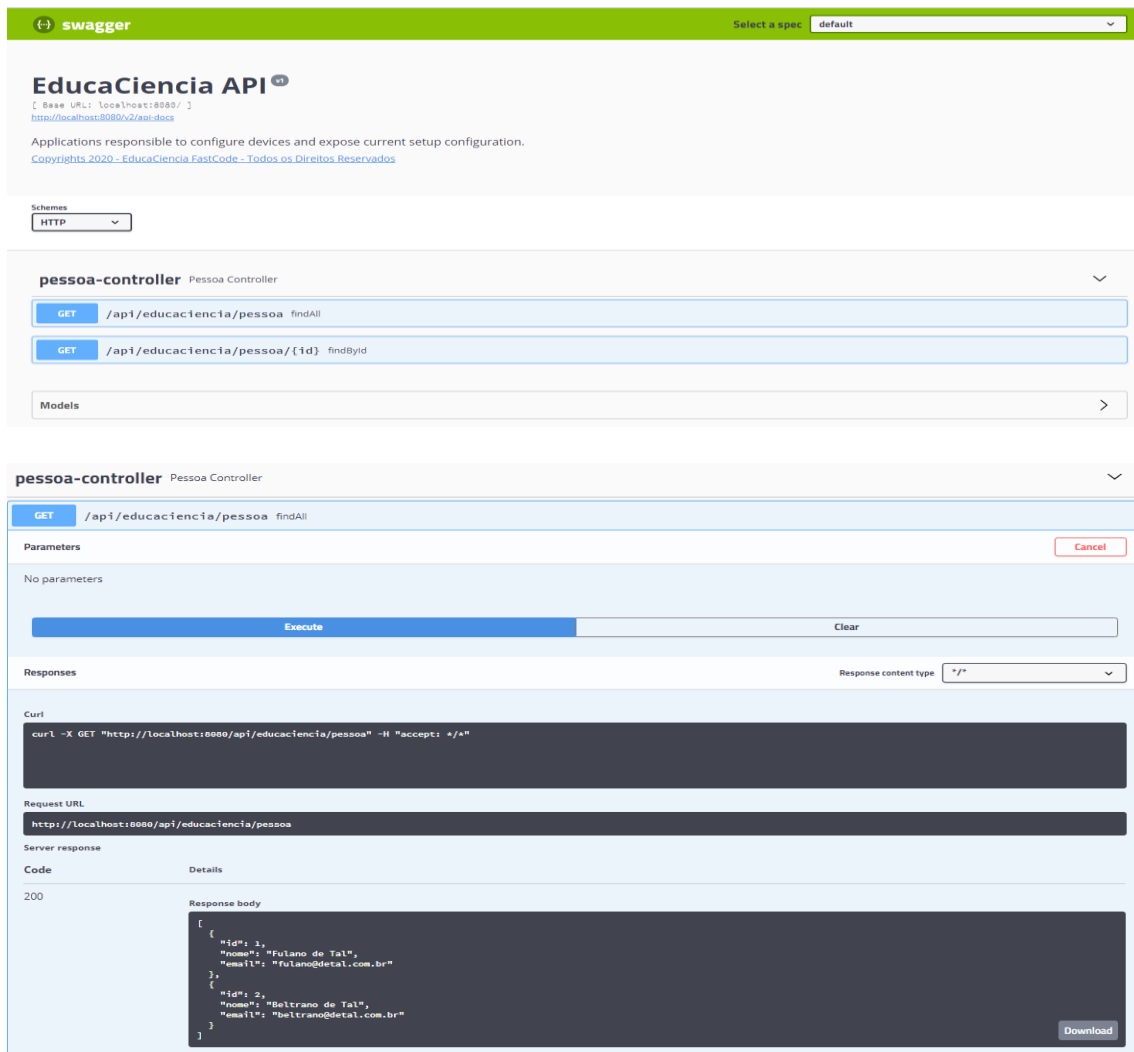 swagger Select a spec default
EducaCiencia API v1
[ Base URL: localhost:8080/ ]
http://localhost:8080/v2/api-docs
Applications responsible to configure devices and expose current setup configuration.
Copyrights 2020 - EducaCiencia FastCode - Todos os Direitos Reservados
Schemes
HTTP
pessoa-controller Pessoa Controller
GET /api/educaciencia/pessoa findAll
GET /api/educaciencia/pessoa/{id} findById
Models
pessoa-controller Pessoa Controller
GET /api/educaciencia/pessoa findAll
Parameters Cancel
No parameters
Execute Clear
Responses Response content type */*
Curl
curl -X GET "http://localhost:8080/api/educaciencia/pessoa" -H "accept: */*"
Request URL
http://localhost:8080/api/educaciencia/pessoa
Server response
Code Details
200
Response body
[
{
"id": 1,
"nome": "Fulano de Tal",
"email": "fulano@detal.com.br"
},
{
"id": 2,
"nome": "Beltrano de Tal",
"email": "beltrano@detal.com.br"
}
]
Download